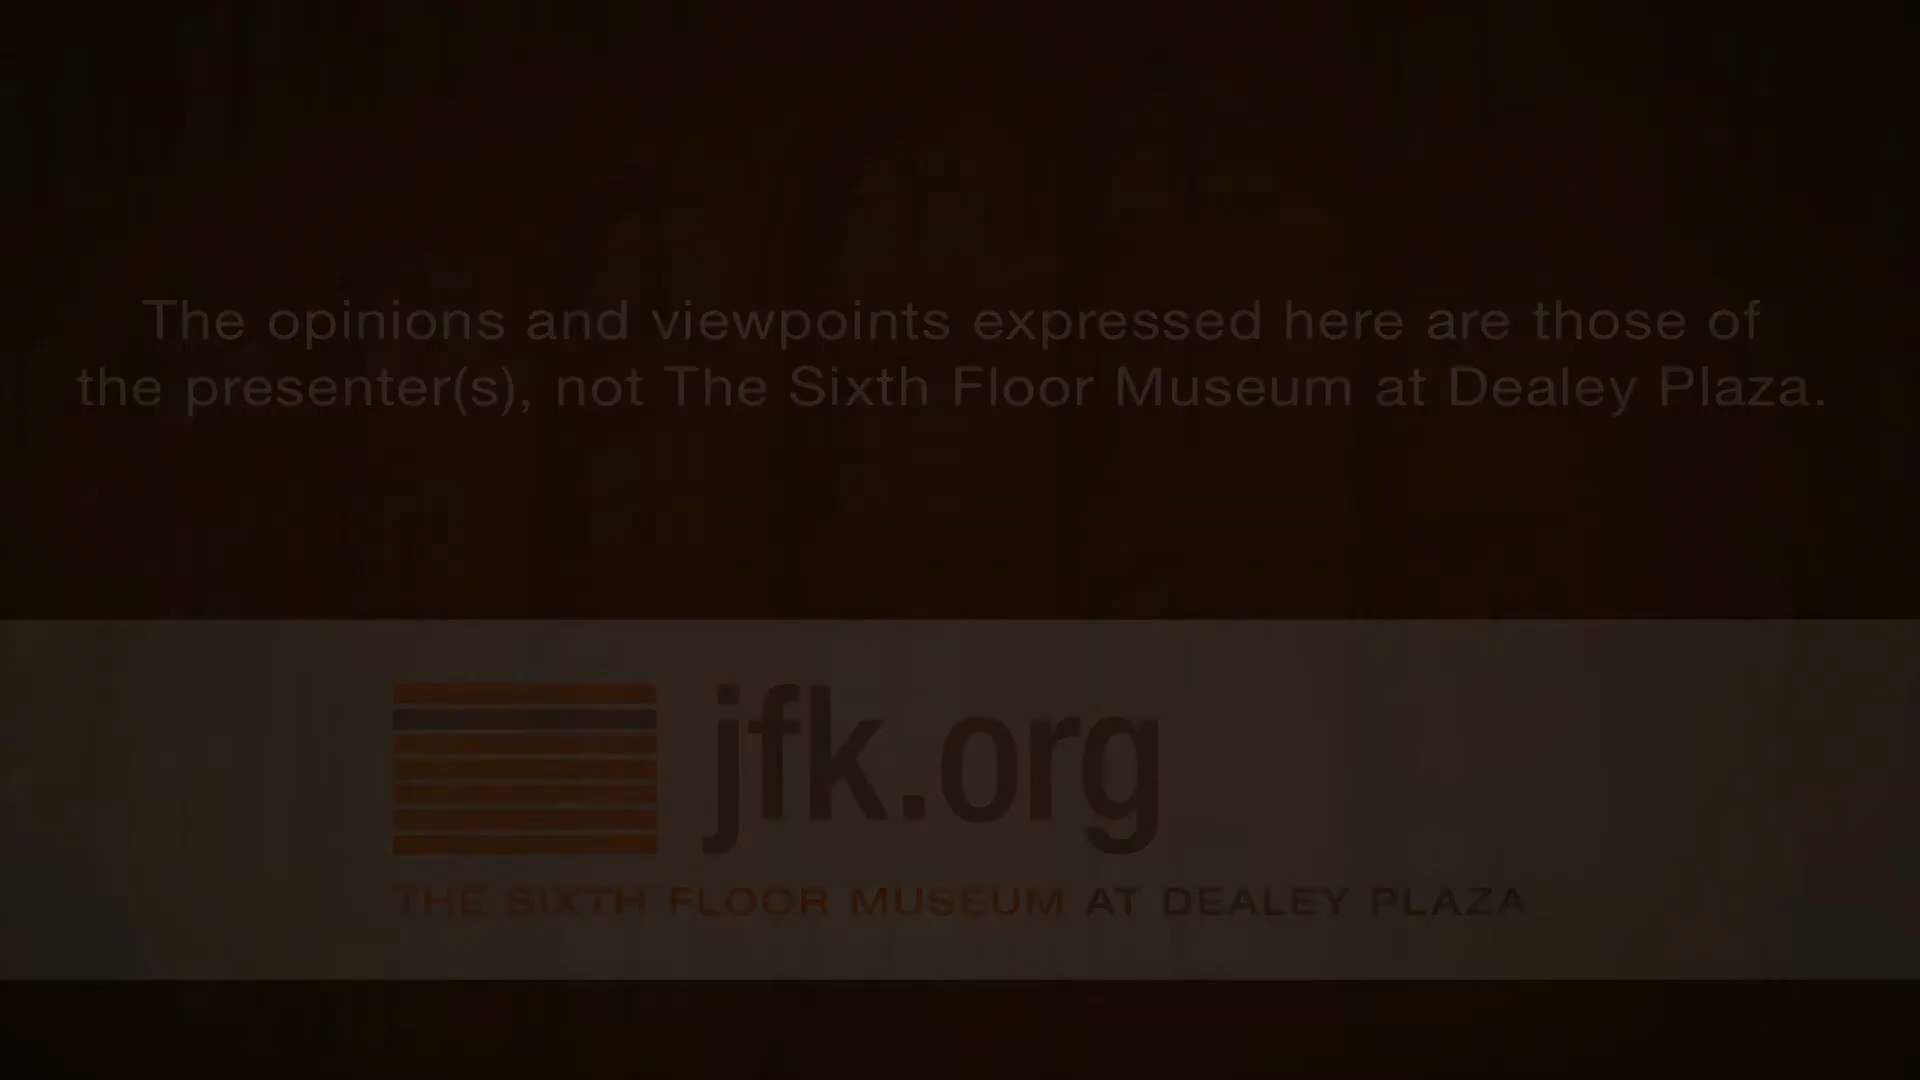 The opinions and viewpoints expressed here are those of
the presenter(s), not The Sixth Floor Museum at Dealey Plaza.
jfk.org
THE SIXTH FLOOR MUSEUM AT DEALEY PLAZA